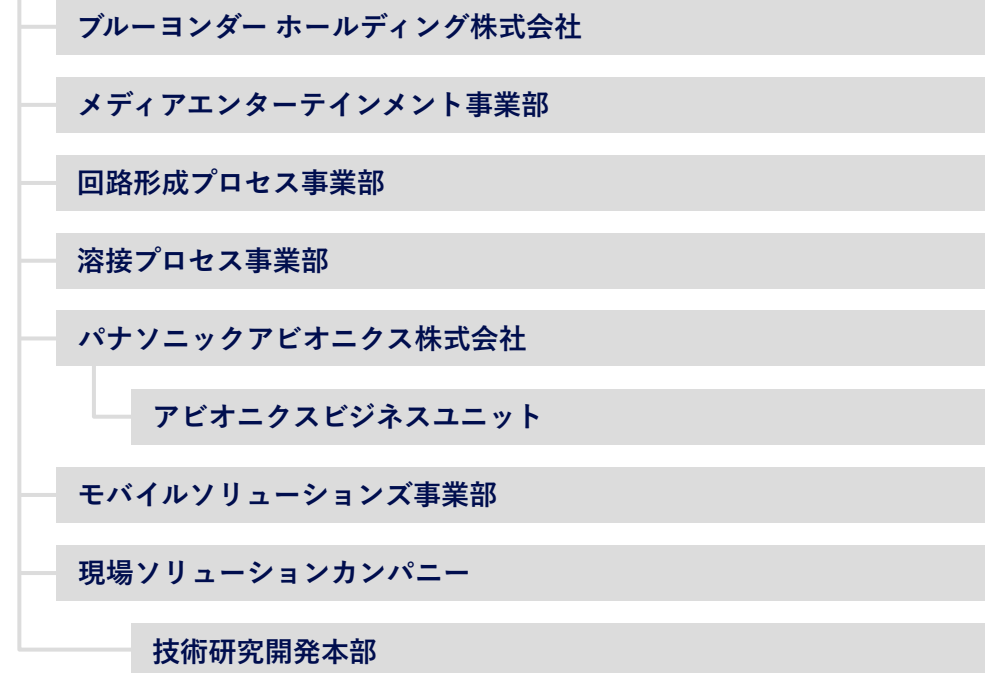 ブルーヨンダー ホールディング株式会社
メディアエンターテインメント事業部
回路形成プロセス事業部
溶接プロセス事業部
パナソニックアビオニクス株式会社
アビオニクスビジネスユニット
モバイルソリューションズ事業部
現場ソリューションカンパニー
技術研究開発本部